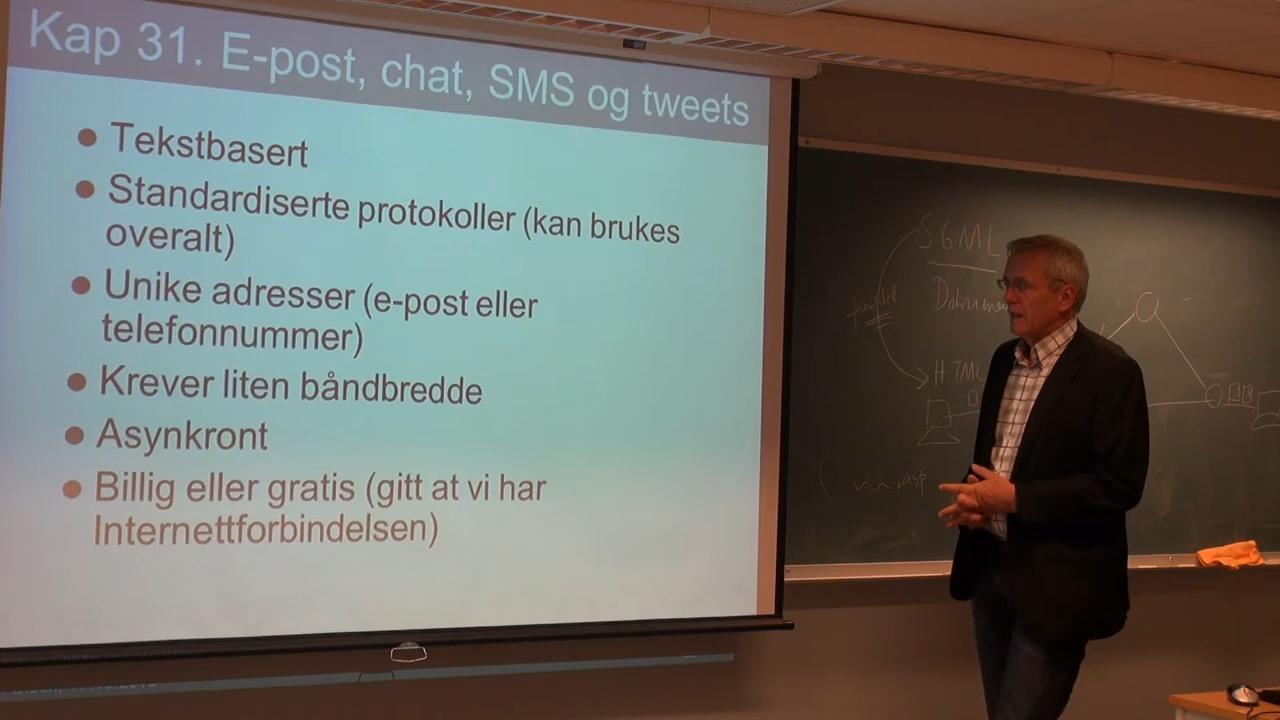 Kap 31. E-post, chat, SMS og tweets
Tekstbasert
Standardiserte protokoller (kan brukes
overalt)
Unike adresser (e-post eller
telefonnummer)
Krever liten båndbredde
Asynkront
Billig eller gratis (gitt at vi har
Internettforbindelsen)
SGML
HTML
.asp